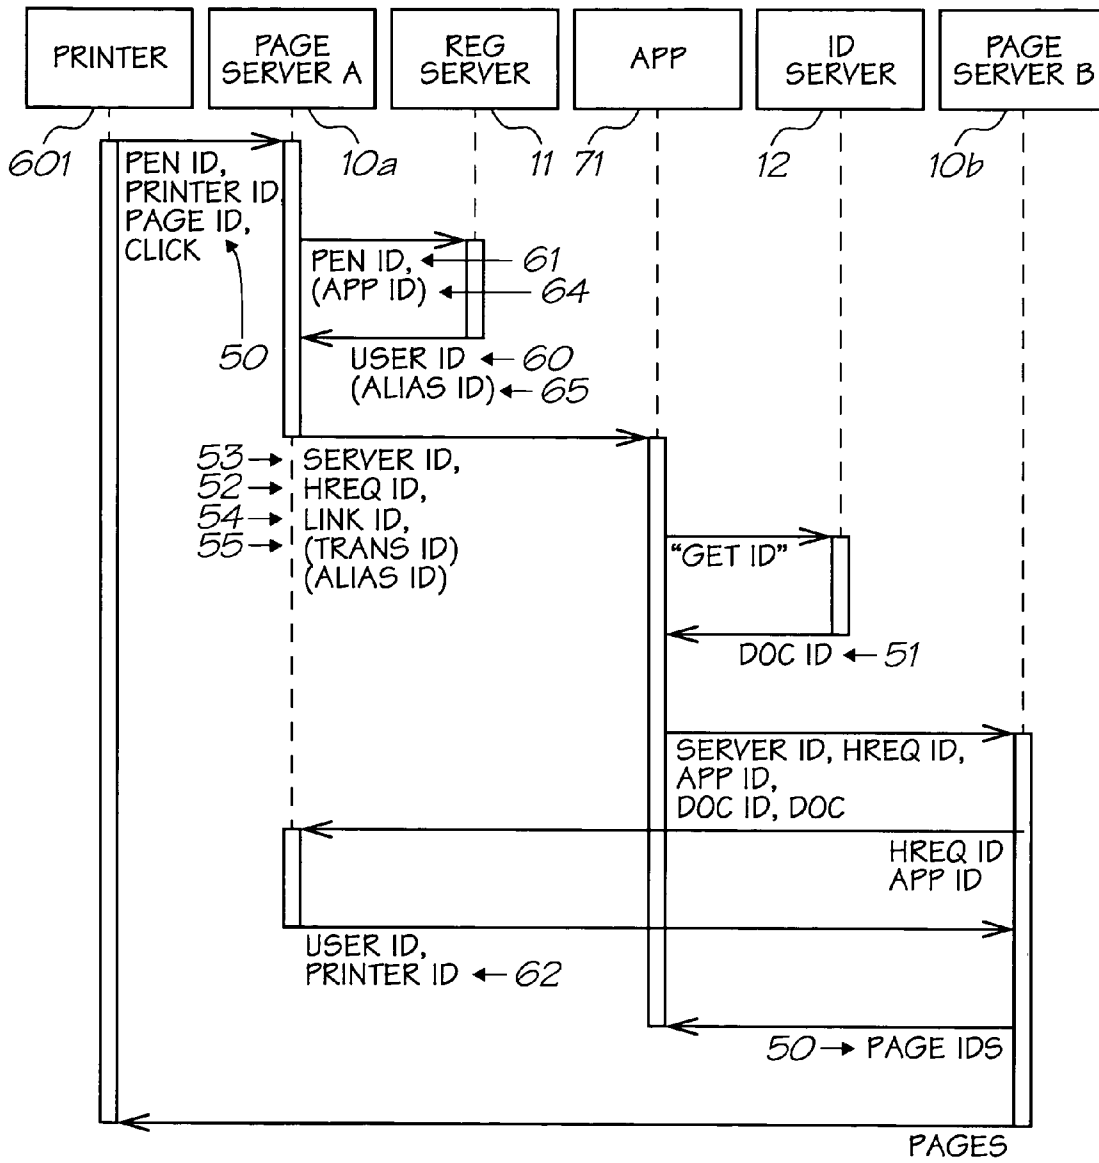 PRINTER
PAGE
SERVER A
REG
SERVER
APP
ID
SERVER
PAGE
SERVER B
601
10a
11
71
12
10b
PEN ID,
PRINTER ID,
PAGE ID,
CLICK
50
PEN ID,
61
(APP ID)
64
USER ID
60
(ALIAS ID)
65
53
SERVER ID,
52
HREQ ID,
54
LINK ID,
55
(TRANS ID)
(ALIAS ID)
"GET ID"
DOC ID
51
SERVER ID, HREQ ID,
APP ID,
DOC ID, DOC
HREQ ID
APP ID
USER ID,
PRINTER ID
62
50
PAGE IDS
PAGES